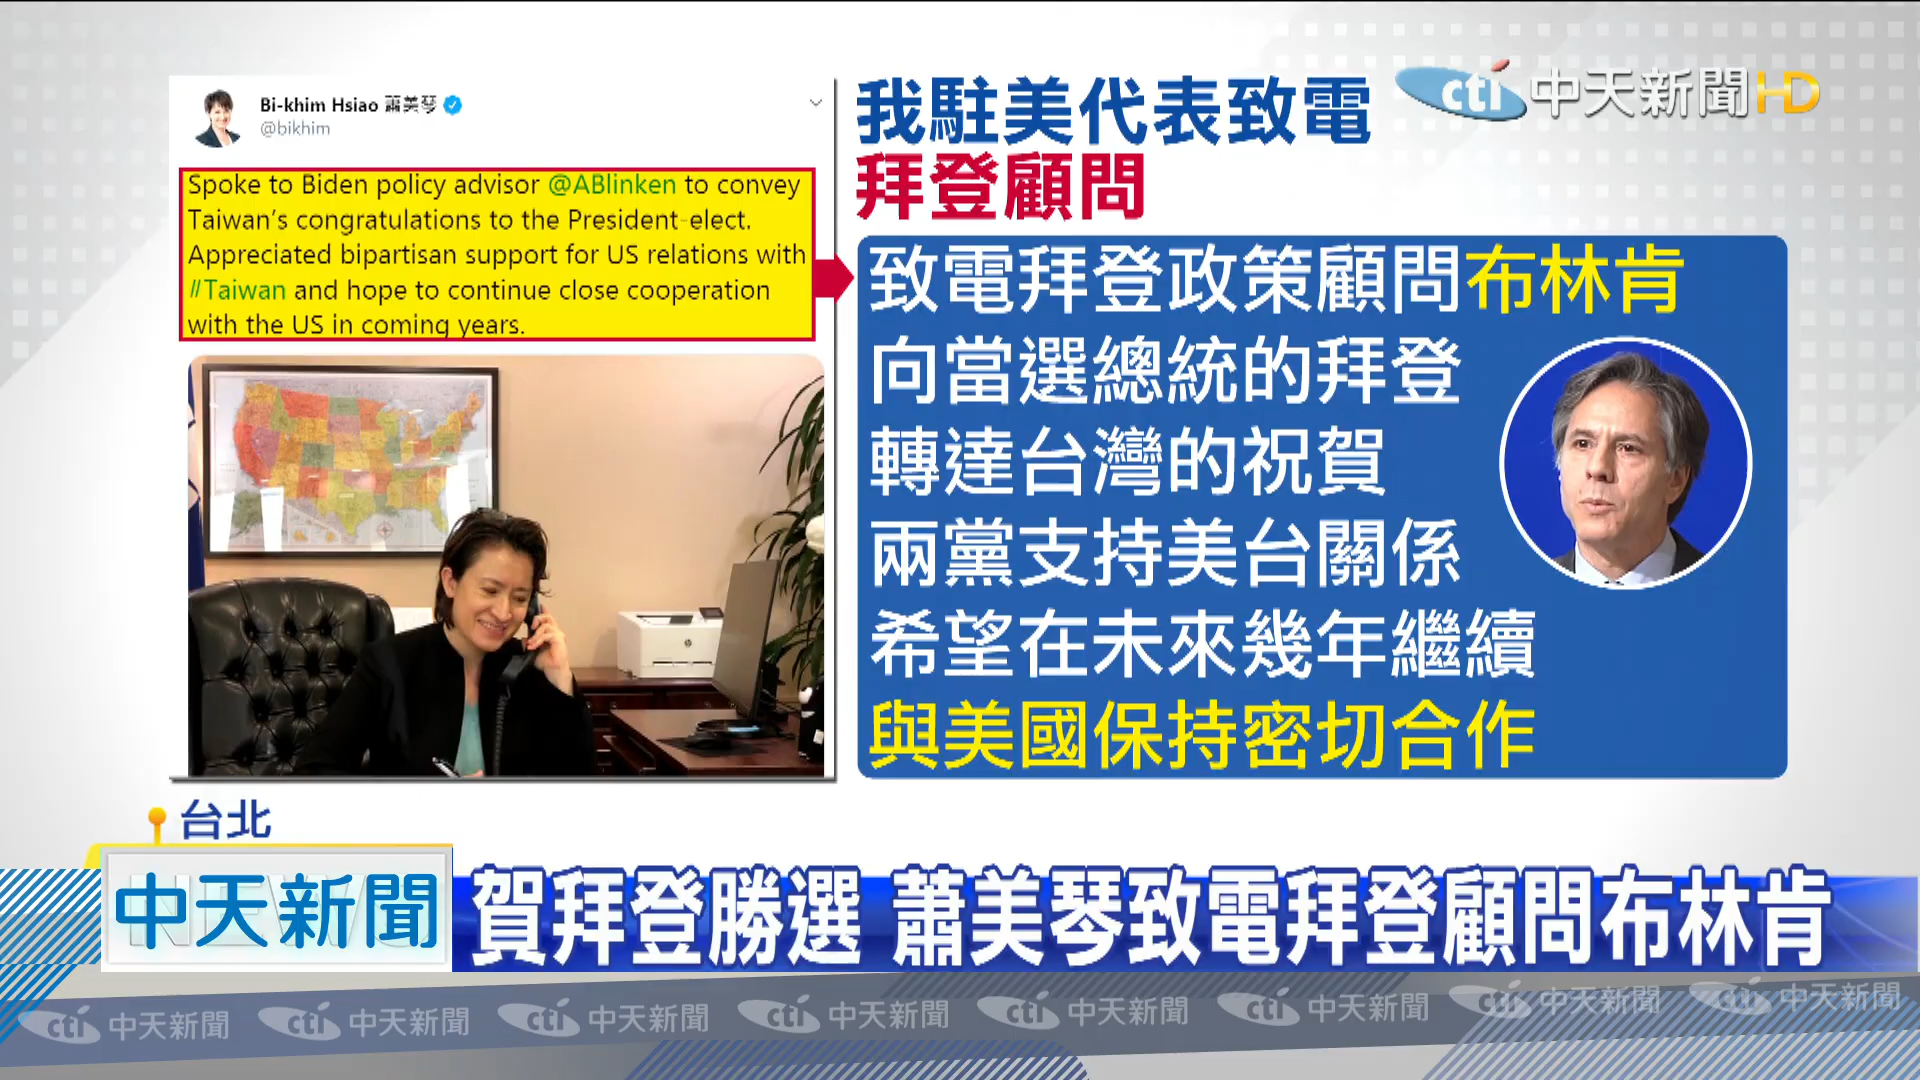 Bi-khim Hsiao 蕭美琴
@bikhim
Spoke to Biden policy advisor @ABlinken to convey
Taiwan's congratulations to the President-elect.
Appreciated bipartisan support for US relations with
#Taiwan and hope to continue close cooperation
with the US in coming years.
我駐美代表致電
拜登顧問
cti 中天新聞HD
致電拜登政策顧問布林肯
向當選總統的拜登
轉達台灣的祝賀
兩黨支持美台關係
希望在未來幾年繼續
與美國保持密切合作
台北
中天新聞
NEWS
賀拜登勝選 蕭美琴致電拜登顧問布林肯
cti 中天新聞 cti 中天新聞 cti 中天新聞 cti 中天新聞 cti 中天新聞 cti 中天新聞 cti 中天新聞 cti 中天新聞